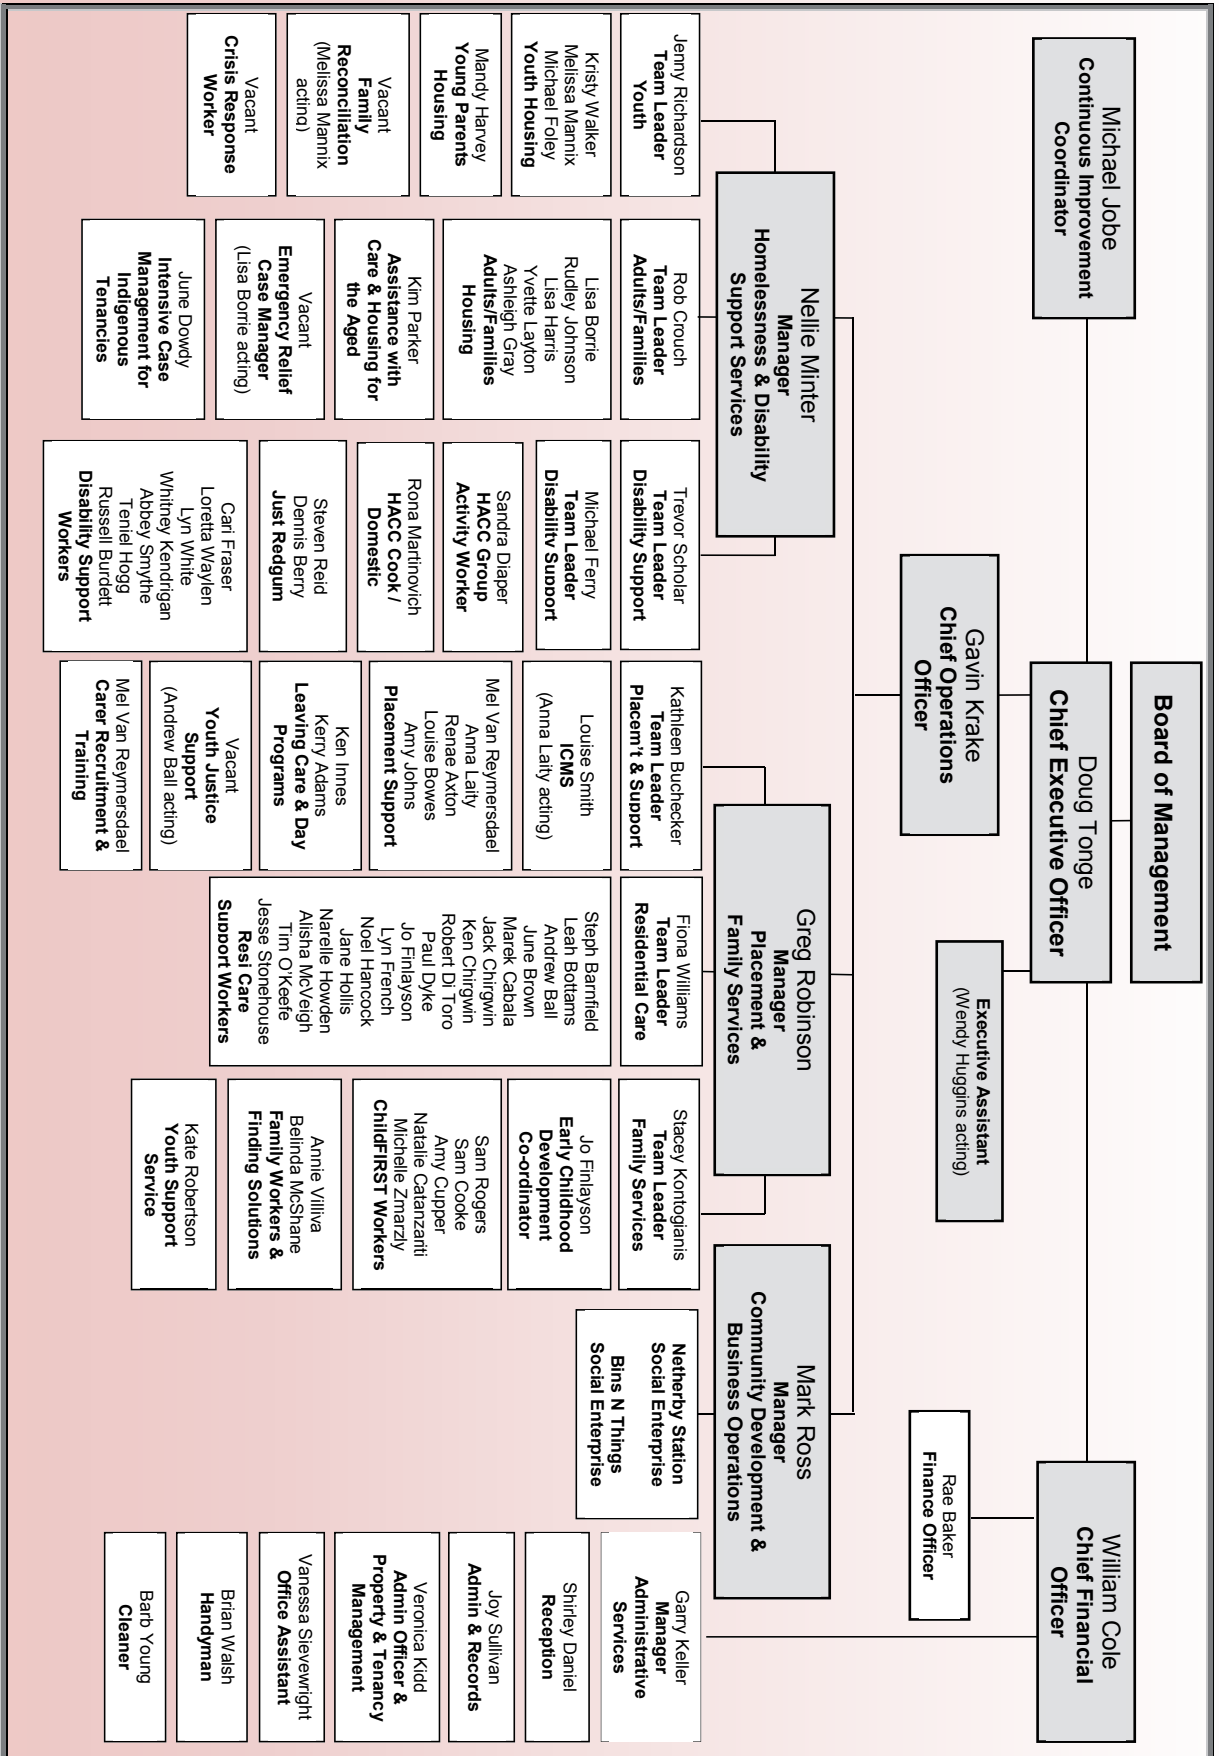 Board of Management
Doug Tonge
Chief Executive Officer
Michael Jobe
Continuous Improvement
Coordinator
William Cole
Chief Financial
Officer
Executive Assistant
(Wendy Huggins acting)
Rae Baker
Finance Officer
Gavin Krake
Chief Operations
Officer
Nellie Minter
Manager
Homelessness & Disability
Support Services
Greg Robinson
Manager
Placement &
Family Services
Mark Ross
Manager
Community Development &
Business Operations
Jenny Richardson
Team Leader
Youth
Kristy Walker
Melissa Mannix
Michael Foley
Youth Housing
Mandy Harvey
Young Parents
Housing
Vacant
Family
Reconciliation
(Melissa Mannix
acting)
Vacant
Crisis Response
Worker
Rob Crouch
Team Leader
Adults/Families
Lisa Borrie
Rudley Johnson
Lisa Harris
Yvette Layton
Ashleigh Gray
Adults/Families
Housing
Kim Parker
Assistance with
Care & Housing for
the Aged
Vacant
Emergency Relief
Case Manager
(Lisa Borrie acting)
June Dowdy
Intensive Case
Management for
Indigenous
Tenancies
Trevor Scholar
Team Leader
Disability Support
Michael Ferry
Team Leader
Disability Support
Sandra Diaper
HACC Group
Activity Worker
Rona Martinovich
HACC Cook /
Domestic
Steven Reid
Dennis Berry
Just Redgum
Cari Fraser
Loretta Waylen
Lyn White
Whitney Kendrigan
Abbey Smythe
Teniel Hogg
Russell Burdett
Disability Support
Workers
Kathleen Buchecker
Team Leader
Placem't & Support
Louise Smith
ICMS
(Anna Laity acting)
Mel Van Reymersdael
Anna Laity
Renae Axton
Louise Bowes
Amy Johns
Placement Support
Ken Innes
Kerry Adams
Leaving Care & Day
Programs
Vacant
Youth Justice
Support
(Andrew Ball acting)
Mel Van Reymersdael
Carer Recruitment &
Training
Fiona Williams
Team Leader
Residential Care
Steph Barnfield
Leah Bottams
Andrew Ball
June Brown
Marek Cabala
Jack Chirgwin
Ken Chirgwin
Robert Di Toro
Paul Dyke
Jo Finlayson
Lyn French
Noel Hancock
Jane Hollis
Narelle Howden
Alisha McVeigh
Tim O'Keefe
Jesse Stonehouse
Resi Care
Support Workers
Stacey Kontogianis
Team Leader
Family Services
Jo Finlayson
Early Childhood
Development
Co-ordinator
Sam Rogers
Sam Cooke
Amy Cupper
Natalie Catanzariti
Michelle Zmarzly
ChildFIRST Workers
Annie Villiva
Belinda McShane
Family Workers &
Finding Solutions
Kate Robertson
Youth Support
Service
Netherby Station
Social Enterprise
Bins N Things
Social Enterprise
Garry Keller
Manager
Administrative
Services
Shirley Daniel
Reception
Joy Sullivan
Admin & Records
Veronica Kidd
Admin Officer &
Property & Tenancy
Management
Vanessa Sievewright
Office Assistant
Brian Walsh
Handyman
Barb Young
Cleaner